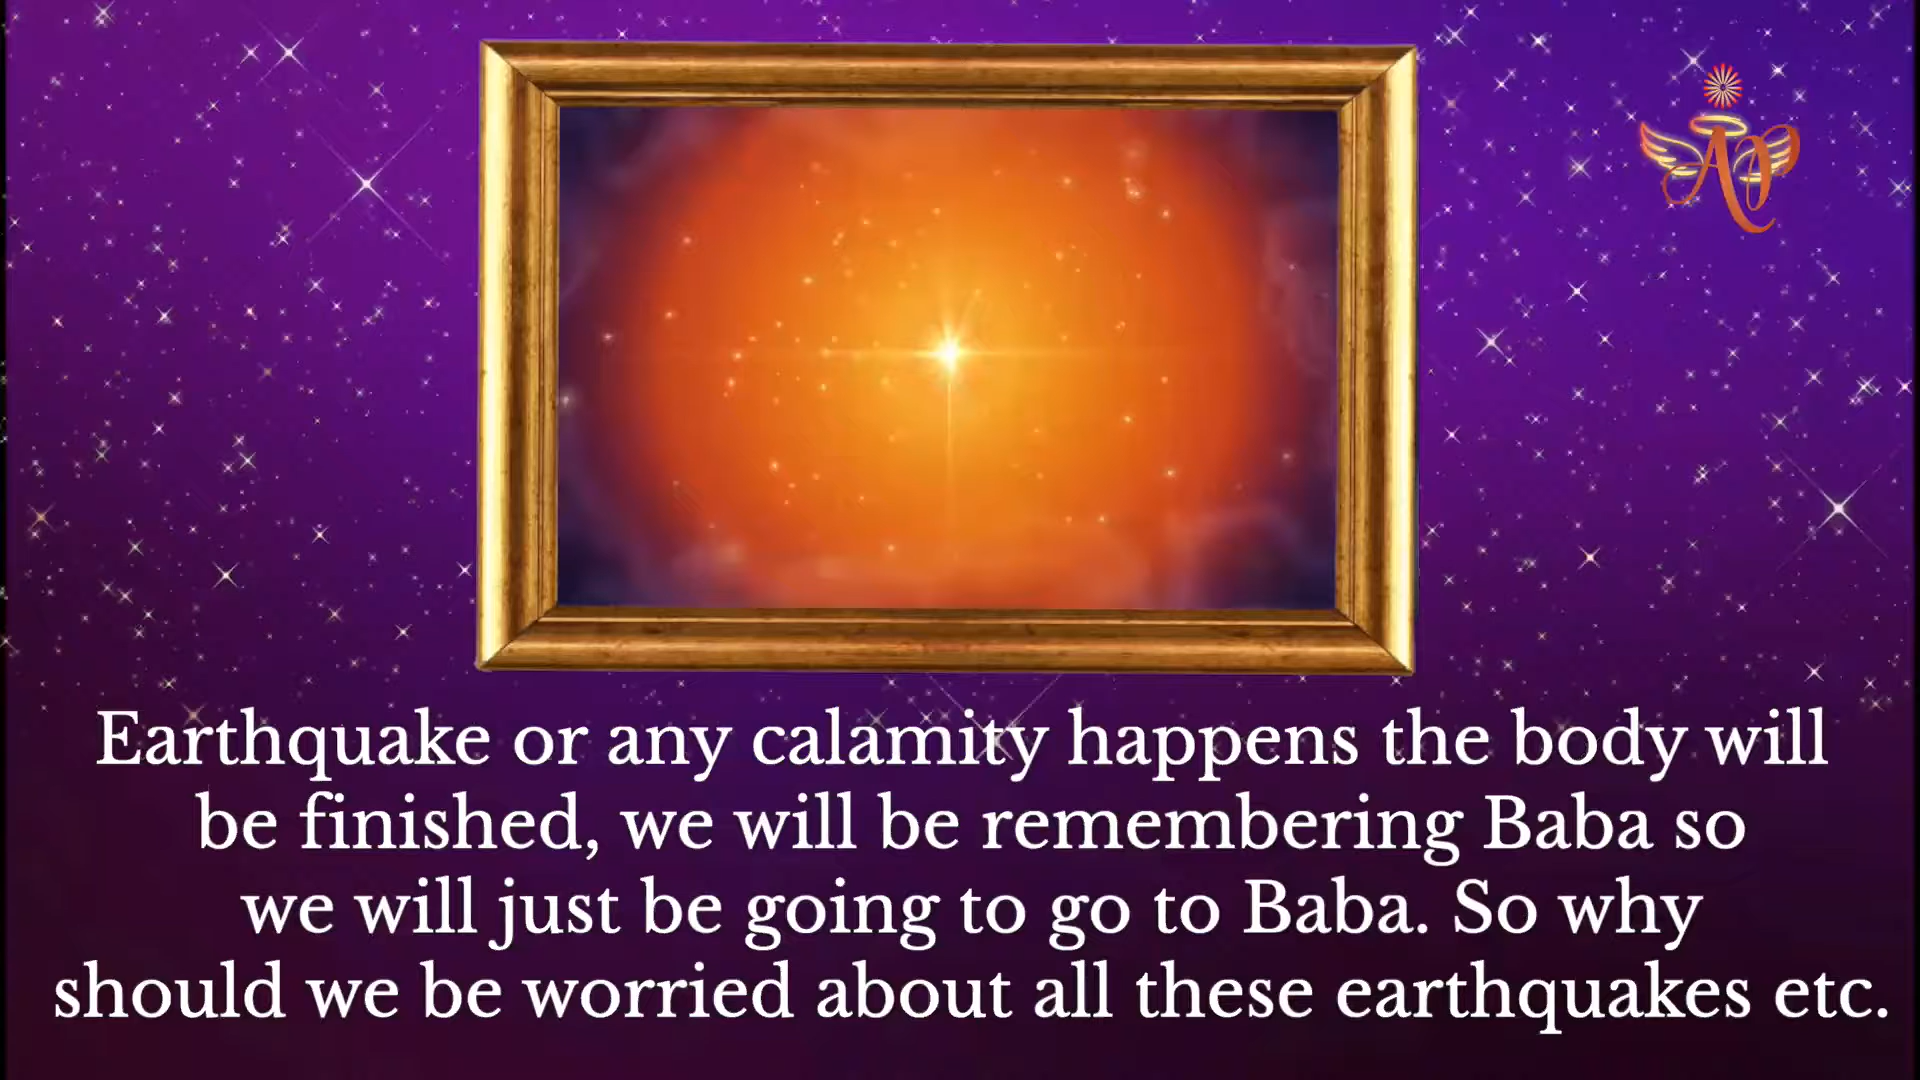 AP
Earthquake or any calamity happens the body will
be finished, we will be remembering Baba so
we will just be going to go to Baba. So why
should we be worried about all these earthquakes etc.